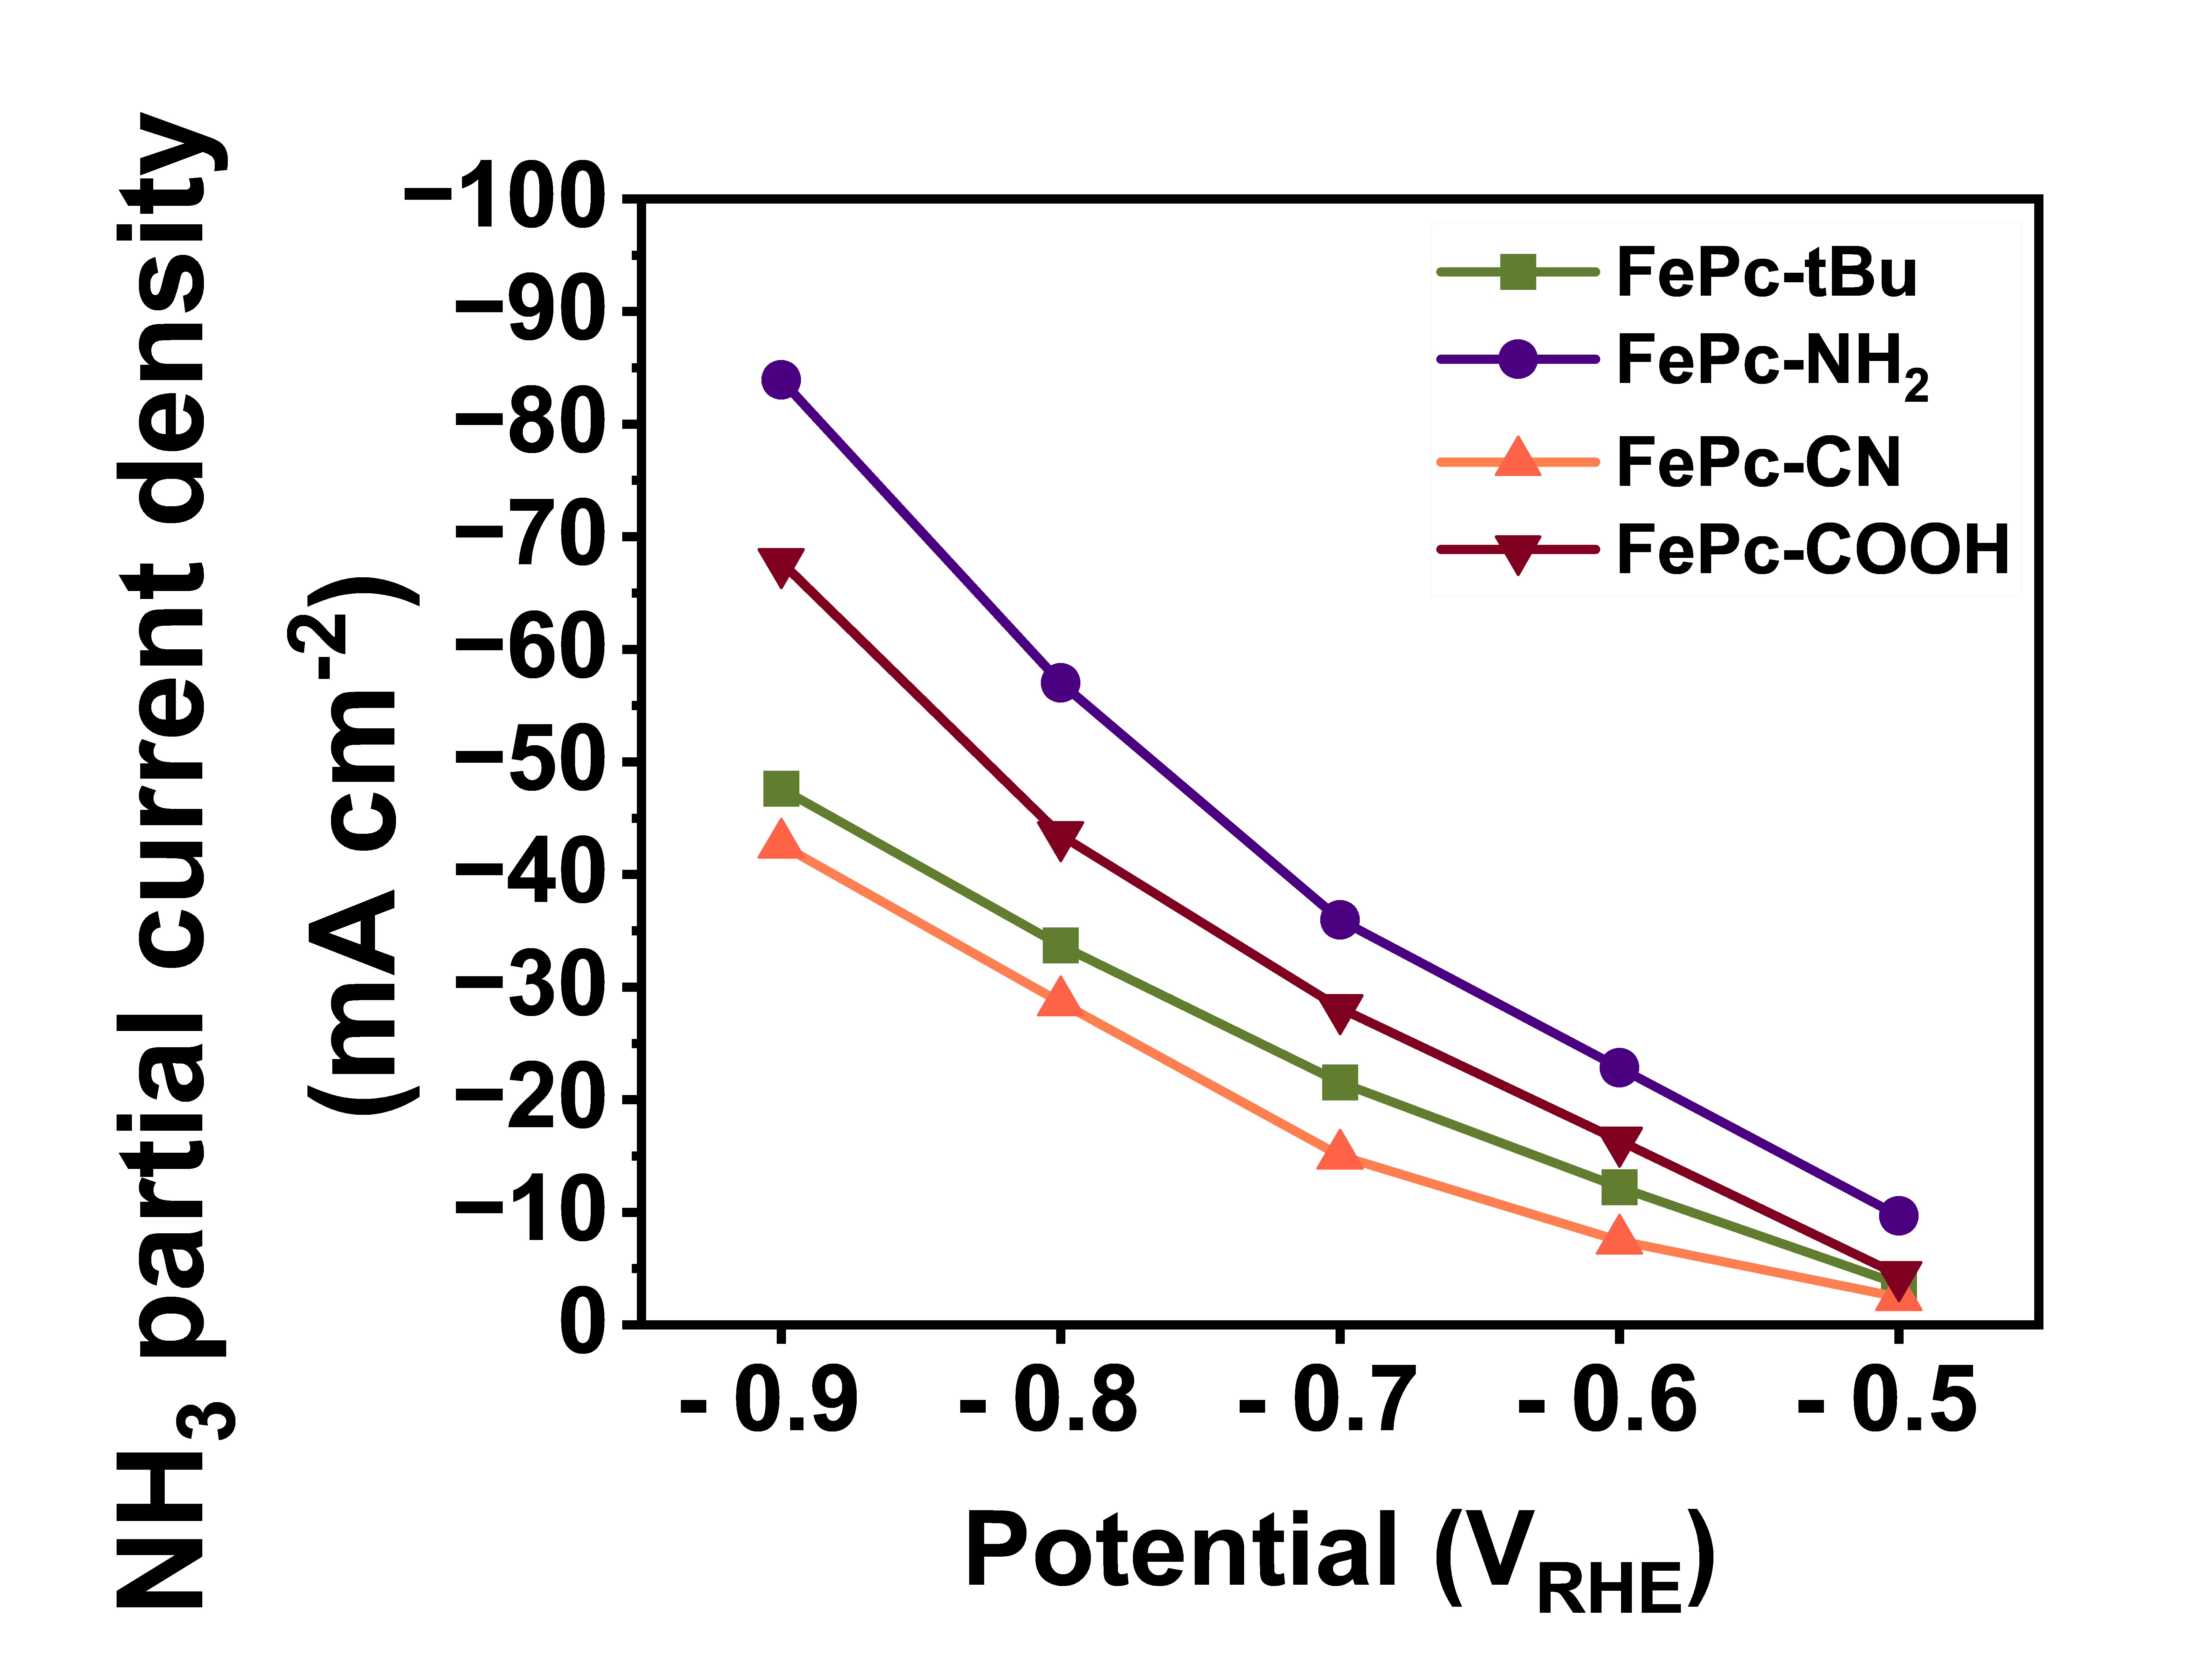 NH3 partial current density
(mA cm-2)
−100
−90
−80
−70
−60
−50
−40
−30
−20
−10
0
FePc-tBu
FePc-NH2
FePc-CN
FePc-COOH
- 0.9 - 0.8 - 0.7 - 0.6 - 0.5
Potential (VRHE)